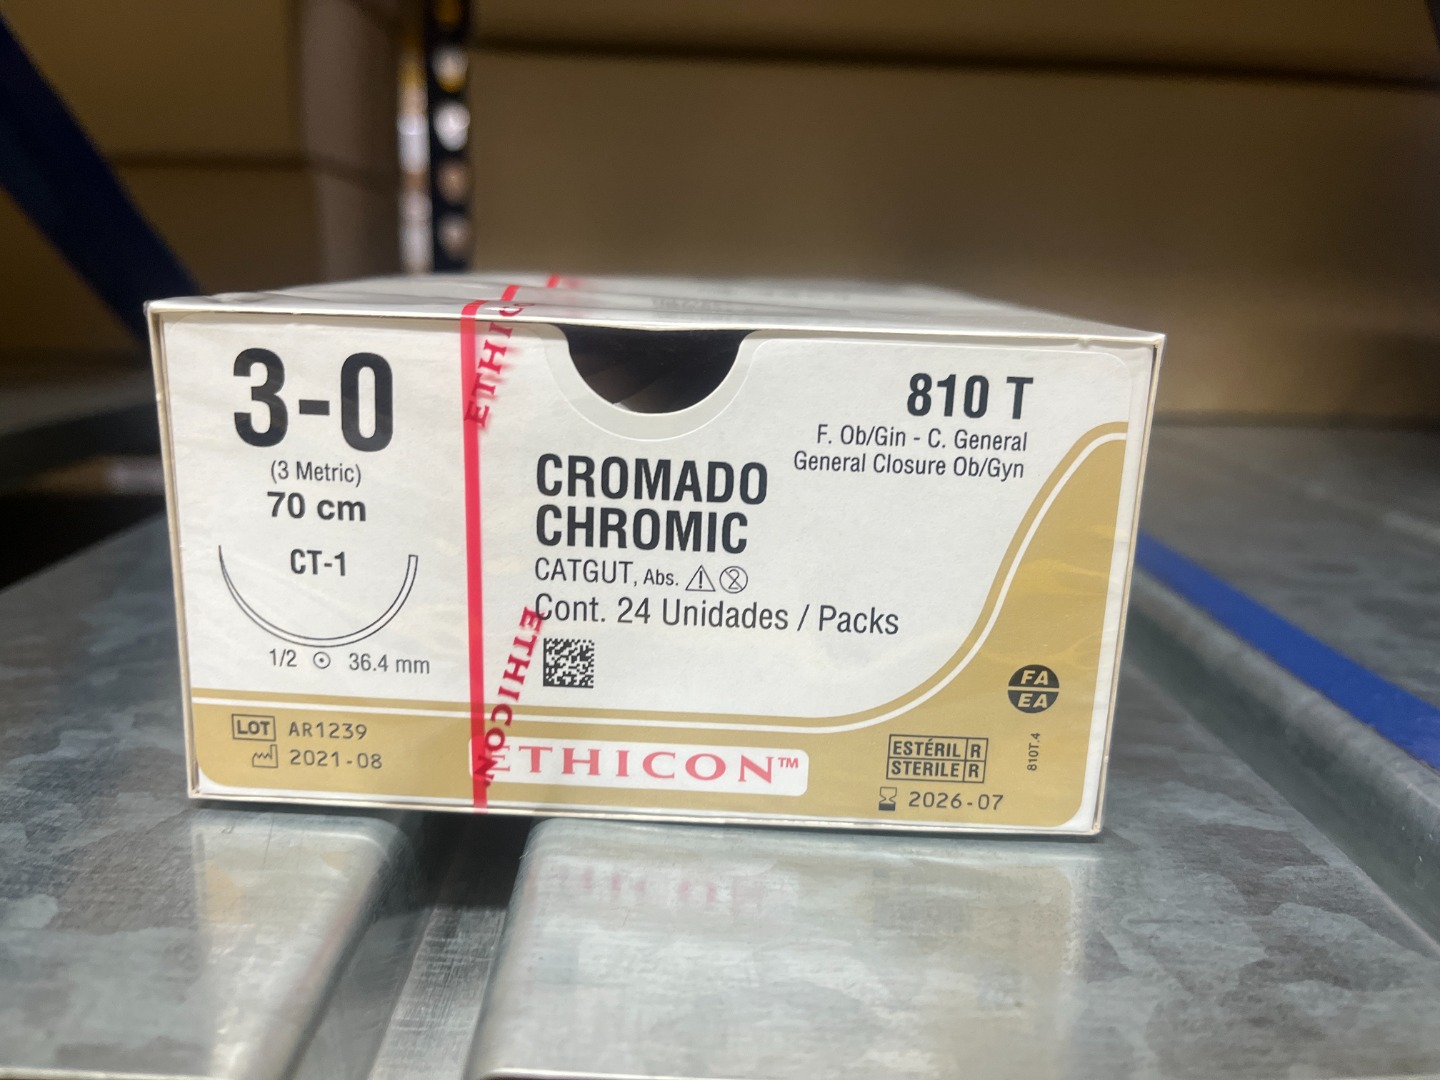 3-0
(3 Metric)
70 cm
CT-1
1/2 36.4 mm
LOT AR1239
2021-08
ETHICON
ETHICON
810 T
F. Ob/Gin - C. General
General Closure Ob/Gyn
CROMADO
CHROMIC
CATGUT, Abs. 2
Cont. 24 Unidades / Packs
ETHICON™
FA
EA
810T.4
ESTÉRIL R
STERILE R
2026-07